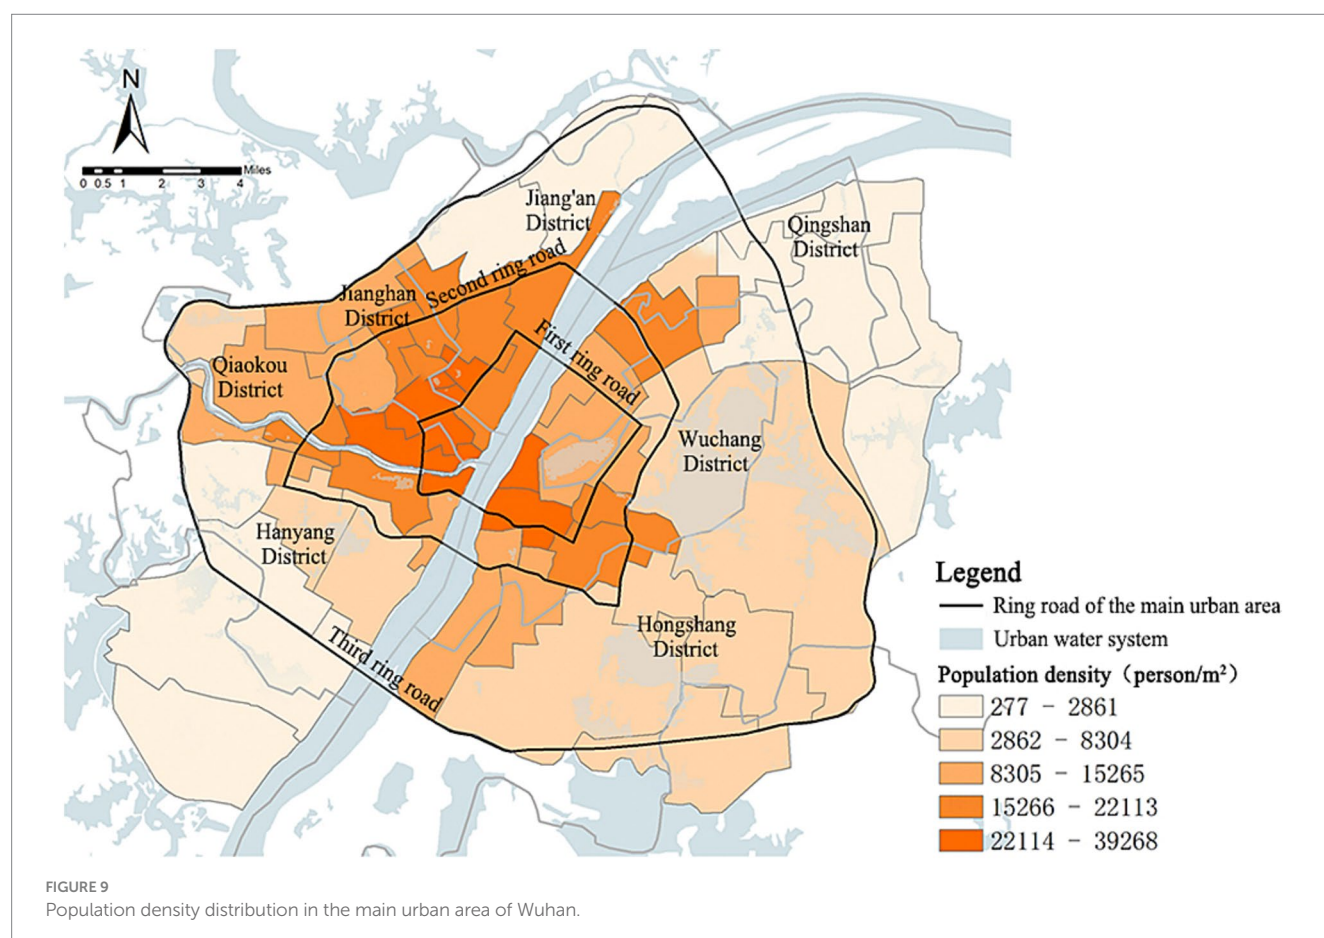 N
Miles
0 0.5 1 2 3 4
Jiang'an
District
Qingshan
District
Second ring road
Jianghan
District
First ring road
Qiaokou
District
Wuchang
District
Hanyang
District
Hongshang
District
Third ring road
Legend
Ring road of the main urban area
Urban water system
Population density（person/m²）
277 - 2861
2862 - 8304
8305 - 15265
15266 - 22113
22114 - 39268
FIGURE 9
Population density distribution in the main urban area of Wuhan.